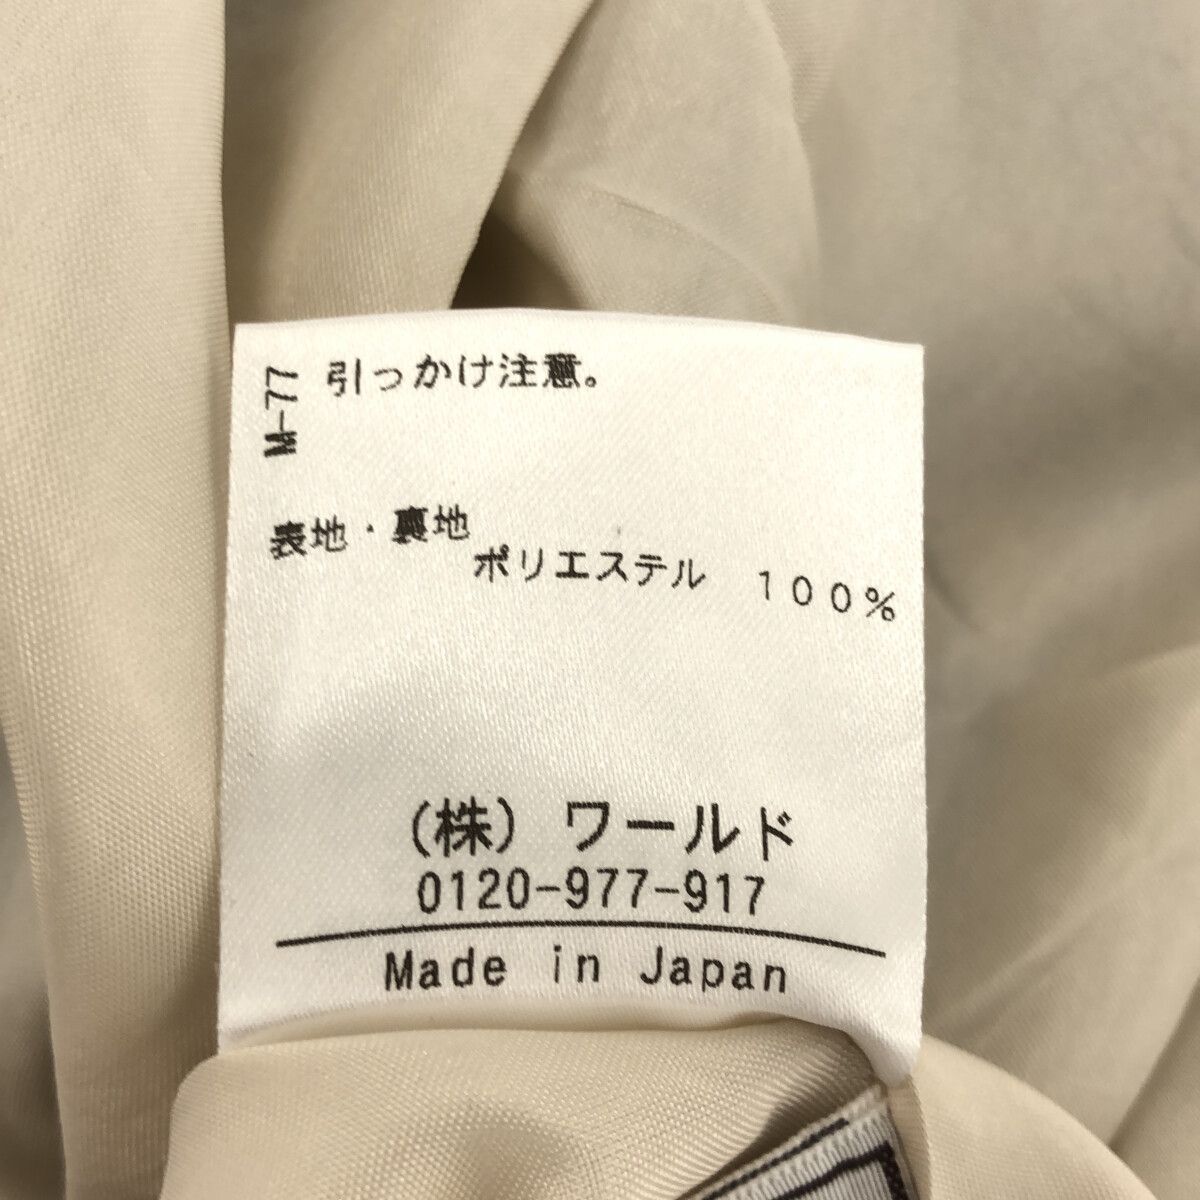 M-77
引っかけ注意。
表地・裏地
ポリエステル 100%
(株) ワールド
0120-977-917
Made in Japan